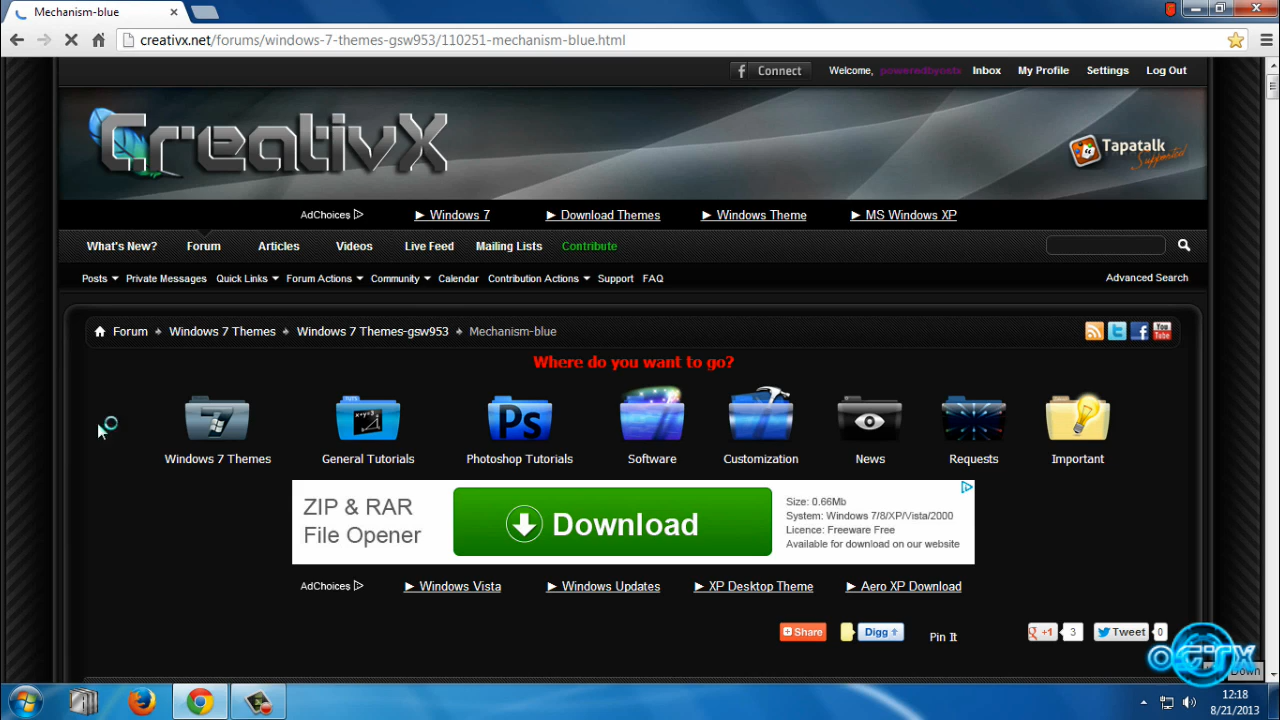 Mechanism-blue
creativx.net/forums/windows-7-themes-gsw953/110251-mechanism-blue.html
f Connect Welcome, poweredbyostx Inbox My Profile Settings Log Out
CreativX
Tapatalk
Supported
AdChoices ► Windows 7 ► Download Themes ► Windows Theme ► MS Windows XP
What's New? Forum Articles Videos Live Feed Mailing Lists Contribute
Posts Private Messages Quick Links Forum Actions Community Calendar Contribution Actions Support FAQ Advanced Search
Forum Windows 7 Themes Windows 7 Themes-gsw953 Mechanism-blue
You Tube
Where do you want to go?
7 Ps
Windows 7 Themes General Tutorials Photoshop Tutorials Software Customization News Requests Important
ZIP & RAR
File Opener
Download
Size: 0.66Mb
System: Windows 7/8/XP/Vista/2000
Licence: Freeware Free
Available for download on our website
AdChoices ► Windows Vista ► Windows Updates ► XP Desktop Theme ► Aero XP Download
Share Digg Pin It +1 3 Tweet 0
Down
12:18
8/21/2013